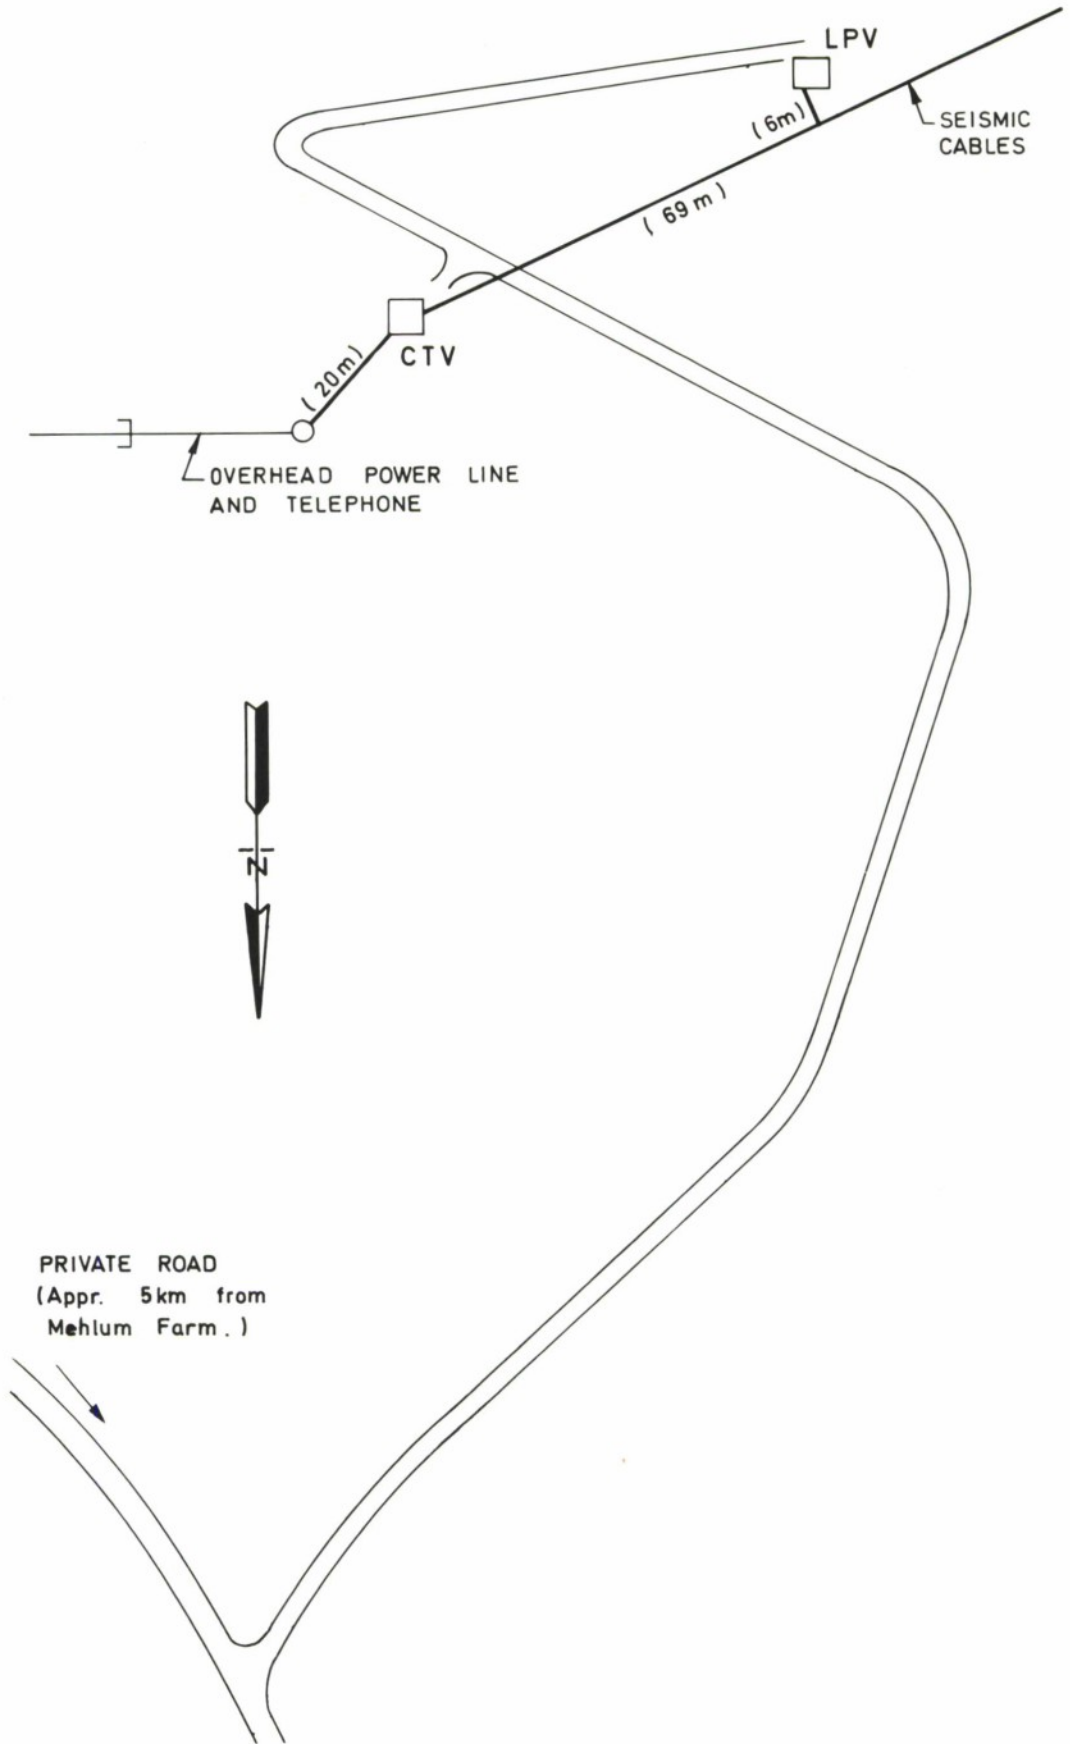 LPV
(6m)
SEISMIC
CABLES
(69m)
CTV
(20m)
OVERHEAD POWER LINE
AND TELEPHONE
N
PRIVATE ROAD
(Appr. 5km from
Mehlum Farm.)